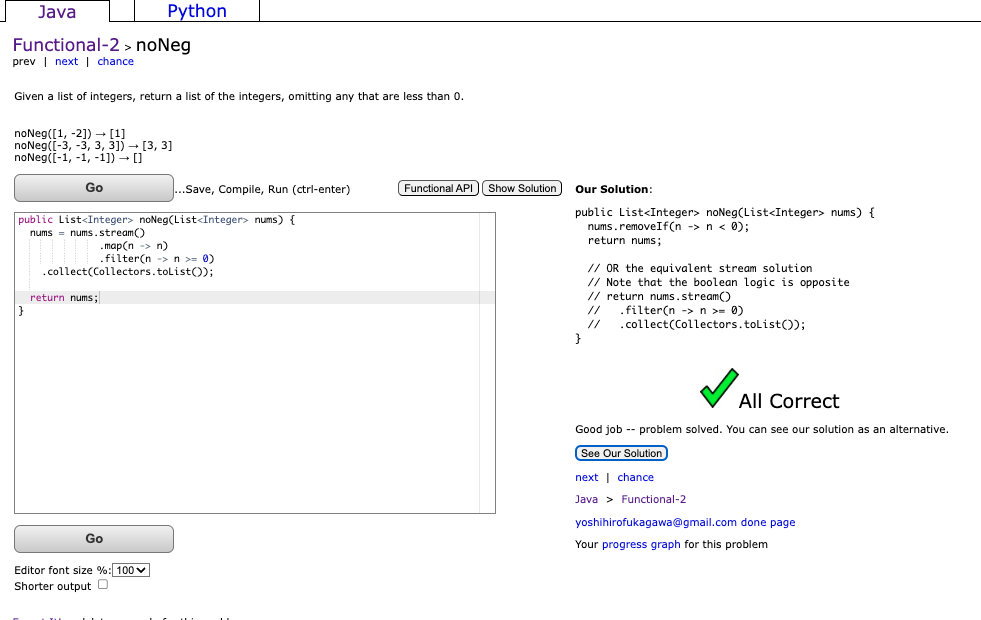 Java Python
Functional-2 > noNeg
prev | next | chance
Given a list of integers, return a list of the integers, omitting any that are less than 0.
noNeg([1, -2]) → [1]
noNeg([-3, -3, 3, 3]) → [3, 3]
noNeg([-1, -1, -1]) → []
Go
...Save, Compile, Run (ctrl-enter)
Functional API
Show Solution
public List<Integer> noNeg(List<Integer> nums) {
  nums = nums.stream()
             .map(n -> n)
             .filter(n -> n >= 0)
    .collect(Collectors.toList());
  return nums;
}
Go
Editor font size %: 100
Shorter output
Our Solution:
public List<Integer> noNeg(List<Integer> nums) {
  nums.removeIf(n -> n < 0);
  return nums;
  // OR the equivalent stream solution
  // Note that the boolean logic is opposite
  // return nums.stream()
  //   .filter(n -> n >= 0)
  //   .collect(Collectors.toList());
}
All Correct
Good job -- problem solved. You can see our solution as an alternative.
See Our Solution
next | chance
Java > Functional-2
yoshihirofukagawa@gmail.com done page
Your progress graph for this problem